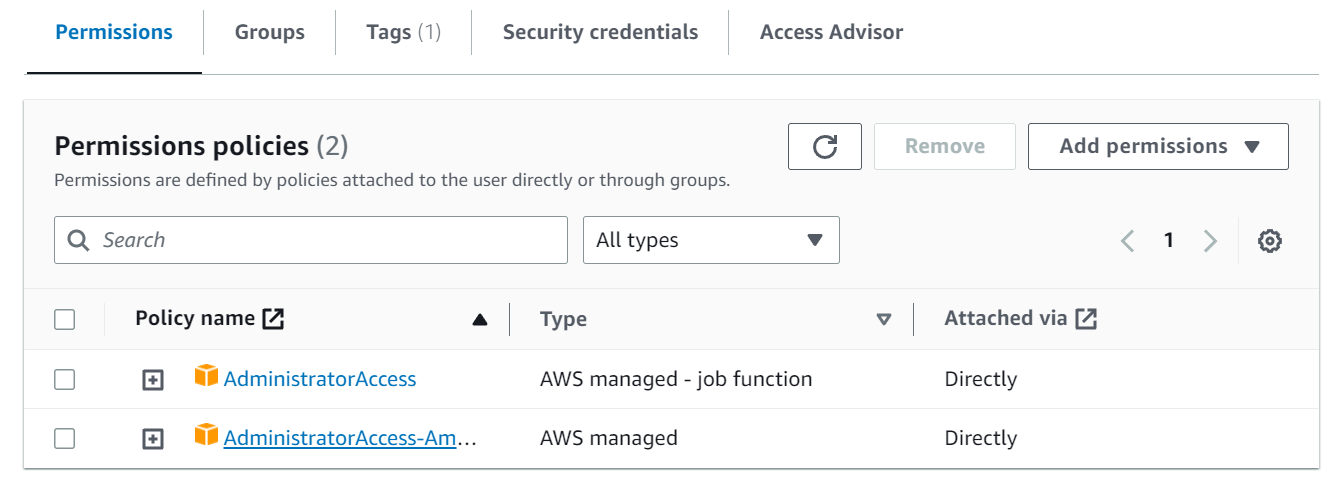 Permissions Groups Tags (1) Security credentials Access Advisor
Permissions policies (2)
Remove
Add permissions
Permissions are defined by policies attached to the user directly or through groups.
Search
All types
1
Policy name Type Attached via
AdministratorAccess AWS managed - job function Directly
AdministratorAccess-Am... AWS managed Directly